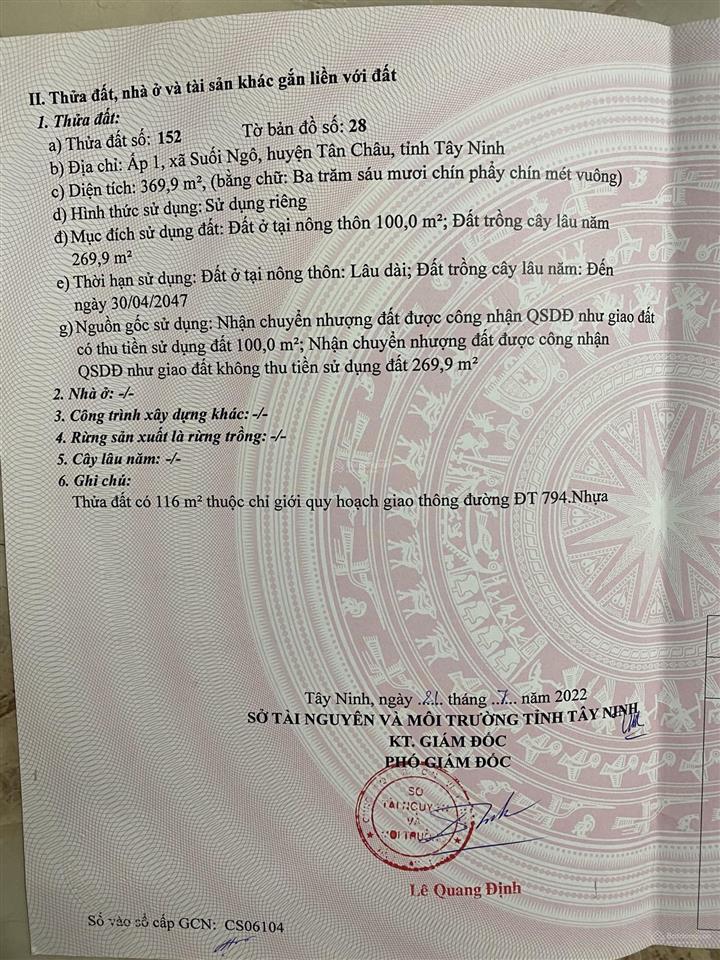 II. Thửa đất, nhà ở và tài sản khác gắn liền với đất
1. Thửa đất:
a) Thửa đất số: 152 Tờ bản đồ số: 28
b) Địa chỉ: Ấp 1, xã Suối Ngô, huyện Tân Châu, tỉnh Tây Ninh
c) Diện tích: 369,9 m², (bằng chữ: Ba trăm sáu mươi chín phẩy chín mét vuông)
d) Hình thức sử dụng: Sử dụng riêng
đ) Mục đích sử dụng đất: Đất ở tại nông thôn 100,0 m²; Đất trồng cây lâu năm
269,9 m²
e) Thời hạn sử dụng: Đất ở tại nông thôn: Lâu dài; Đất trồng cây lâu năm: Đến
ngày 30/04/2047
g) Nguồn gốc sử dụng: Nhận chuyển nhượng đất được công nhận QSDĐ như giao đất
có thu tiền sử dụng đất 100,0 m²; Nhận chuyển nhượng đất được công nhận
QSDĐ như giao đất không thu tiền sử dụng đất 269,9 m²
2. Nhà ở: -/-
3. Công trình xây dựng khác: -/-
4. Rừng sản xuất là rừng trồng: -/-
5. Cây lâu năm: -/-
6. Ghi chú:
Thửa đất có 116 m² thuộc chỉ giới quy hoạch giao thông đường ĐT 794.Nhựa
Tây Ninh, ngày 21 tháng ..7... năm 2022
SỞ TÀI NGUYÊN VÀ MÔI TRƯỜNG TỈNH TÂY NINH
KT. GIÁM ĐỐC
PHÓ GIÁM ĐỐC
SỞ
TÀI NGUY
VÀ
MÔI TRƯỜ
Lê Quang Định
Số vào sổ cấp GCN: CS06104